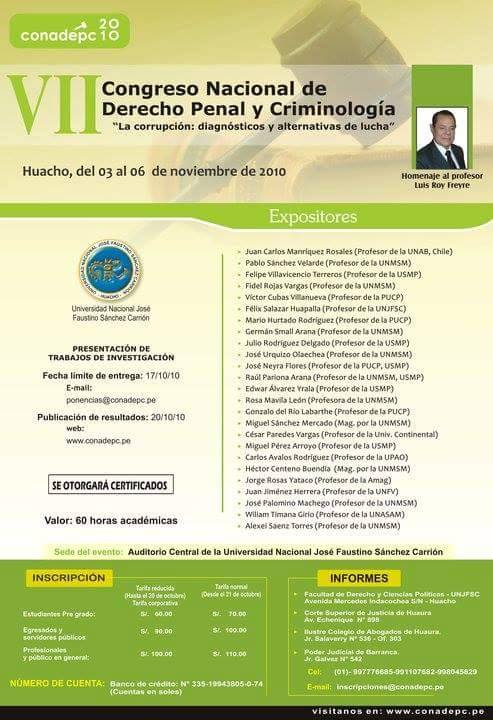 conadepc 2010
VII Congreso Nacional de
Derecho Penal y Criminología
"La corrupción: diagnósticos y alternativas de lucha"
Huacho, del 03 al 06 de noviembre de 2010
Homenaje al profesor
Luis Roy Freyre
Expositores
UNIVERSIDAD NACIONAL JOSÉ FAUSTINO SÁNCHEZ CARRIÓN
HUACHO
Universidad Nacional José
Faustino Sánchez Carrión
PRESENTACIÓN DE
TRABAJOS DE INVESTIGACIÓN
Fecha límite de entrega: 17/10/10
E-mail:
ponencias@conadepc.pe
Publicación de resultados: 20/10/10
web:
www.conadepc.pe
SE OTORGARÁ CERTIFICADOS
Valor: 60 horas académicas
Juan Carlos Manríquez Rosales (Profesor de la UNAB, Chile)
Pablo Sánchez Velarde (Profesor de la UNMSM)
Felipe Villavicencio Terreros (Profesor de la USMP)
Fidel Rojas Vargas (Profesor de la UNMSM)
Víctor Cubas Villanueva (Profesor de la PUCP)
Félix Salazar Huapalla (Profesor de la UNJFSC)
Mario Hurtado Rodríguez (Profesor de la UNMSM)
Germán Small Arana (Profesor de la UNMSM)
Julio Rodríguez Delgado (Profesor de la USMP)
José Urquizo Olaechea (Profesor de la UNMSM)
José Neyra Flores (Profesor de la PUCP, USMP)
Raúl Pariona Arana (Profesor de la UNMSM, USMP)
Edwar Álvarez Yrala (Profesor de la USMP)
Rosa Mavila León (Profesora de la UNMSM)
Gonzalo del Río Labarthe (Profesor de la PUCP)
Miguel Sánchez Mercado (Mag. por la UNMSM)
César Paredes Vargas (Profesor de la Univ. Continental)
Miguel Pérez Arroyo (Profesor de la USMP)
Carlos Avalos Rodríguez (Profesor de la UPAO)
Héctor Centeno Buendía (Mag. por la UNMSM)
Jorge Rosas Yataco (Profesor de la Amag)
Juan Jiménez Herrera (Profesor de la UNFV)
José Palomino Machego (Profesor de la UNMSM)
Wiliam Timana Girio (Profesor de la UNASAM)
Alexei Saenz Torres (Profesor de la UNMSM)
Sede del evento: Auditorio Central de la Universidad Nacional José Faustino Sánchez Carrión
INSCRIPCIÓN
Tarifa reducida
(Hasta el 20 de octubre)
Tarifa corporativa
Tarifa normal
(Desde el 21 de octubre)
Estudiantes Pre grado: S/. 60.00 S/. 70.00
Egresados y
servidores públicos S/. 90.00 S/. 100.00
Profesionales
y público en general: S/. 100.00 S/. 110.00
NÚMERO DE CUENTA: Banco de crédito: N° 335-19943805-0-74
(Cuentas en soles)
INFORMES
Facultad de Derecho y Ciencias Políticas - UNJFSC
Avenida Mercedes Indacochea S/N - Huacho
Corte Superior de Justicia de Huaura
Av. Echenique N° 898
Ilustre Colegio de Abogados de Huaura.
Jr. Salaverry N° 536 - Of. 303
Poder Judicial de Barranca.
Jr. Galvez N° 542
Cel: (01)- 997776685-991107682-998045829
E-mail: inscripciones@conadepc.pe
visitanos en: www.conadepc.pe